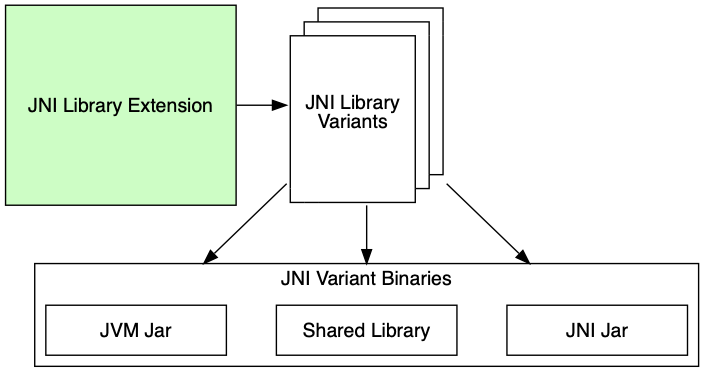 JNI Library Extension
JNI Library
Variants
JNI Variant Binaries
JVM Jar
Shared Library
JNI Jar